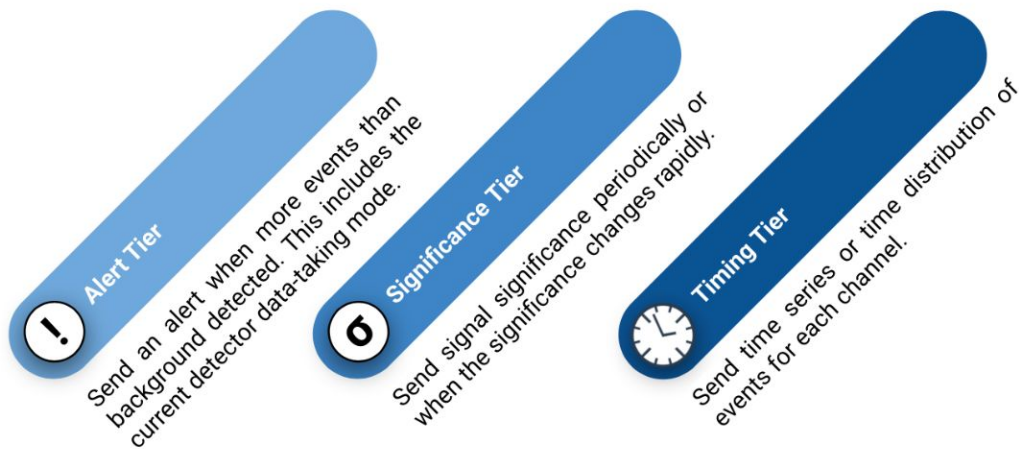 !
Alert Tier
Send an alert when more events than
background detected. This includes the
current detector data-taking mode.
σ
Significance Tier
Send signal significance periodically or
when the significance changes rapidly.
Timing Tier
Send time series or time distribution of
events for each channel.